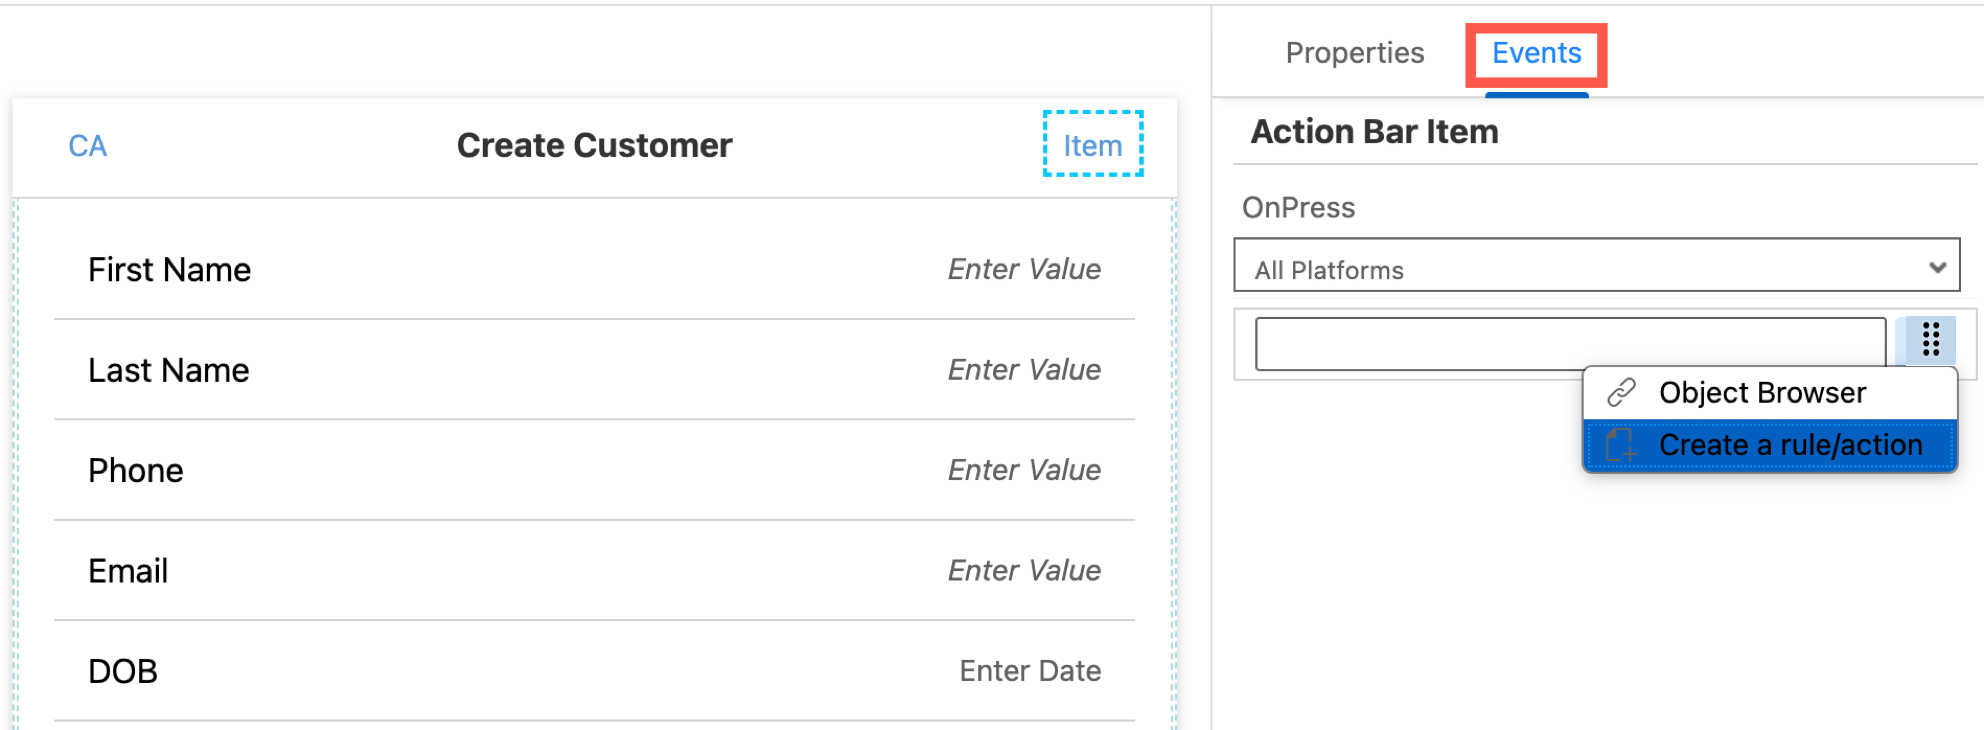 Properties
Events
CA
Create Customer
Item
Action Bar Item
OnPress
All Platforms
First Name
Enter Value
Last Name
Enter Value
Phone
Enter Value
Email
Enter Value
DOB
Enter Date
Object Browser
Create a rule/action